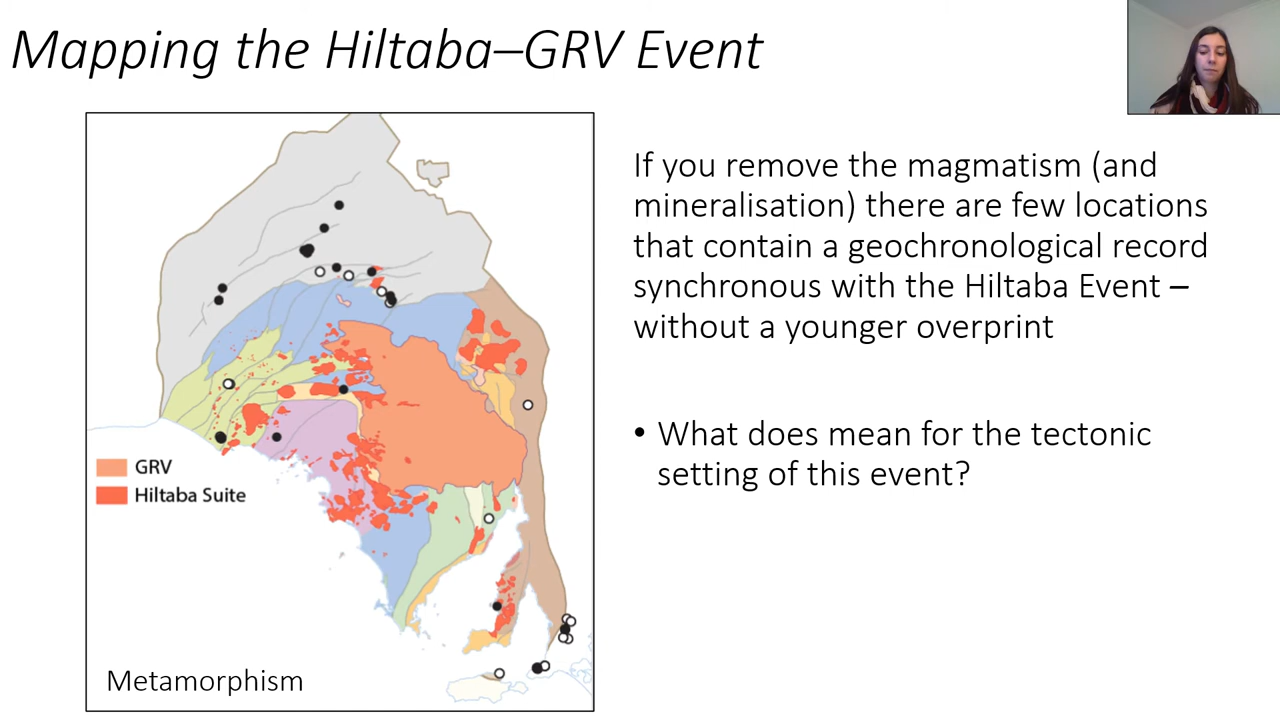 Mapping the Hiltaba–GRV Event
If you remove the magmatism (and
mineralisation) there are few locations
that contain a geochronological record
synchronous with the Hiltaba Event –
without a younger overprint
• What does mean for the tectonic
setting of this event?
GRV
Hiltaba Suite
Metamorphism